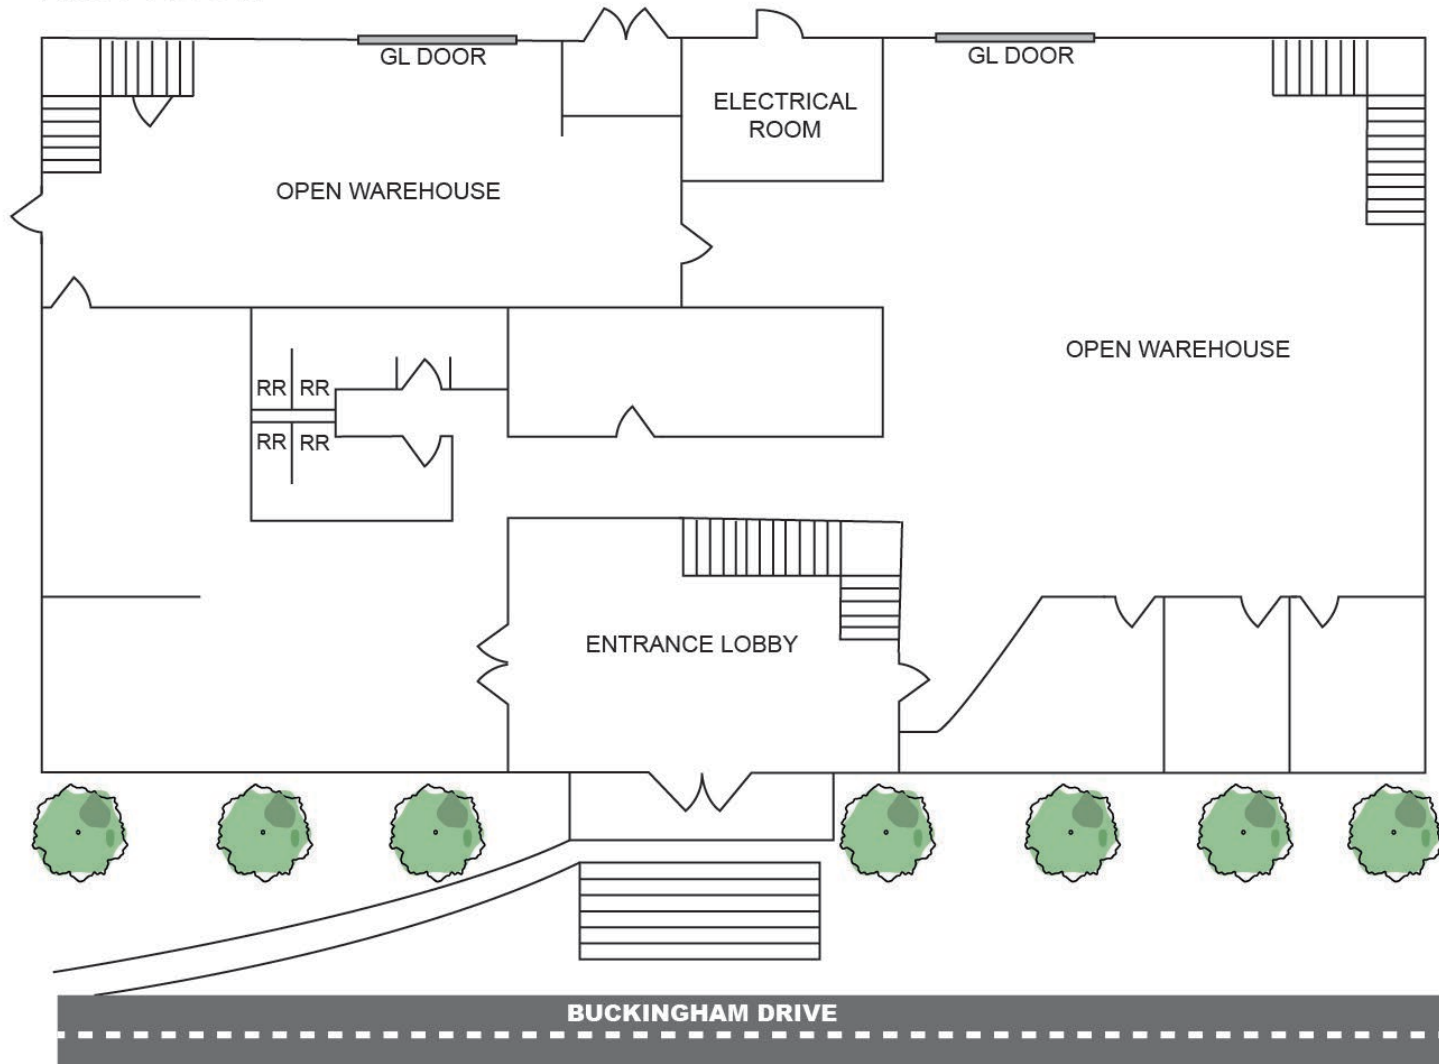 GL DOOR
GL DOOR
ELECTRICAL
ROOM
OPEN WAREHOUSE
OPEN WAREHOUSE
RR RR
RR RR
ENTRANCE LOBBY
BUCKINGHAM DRIVE